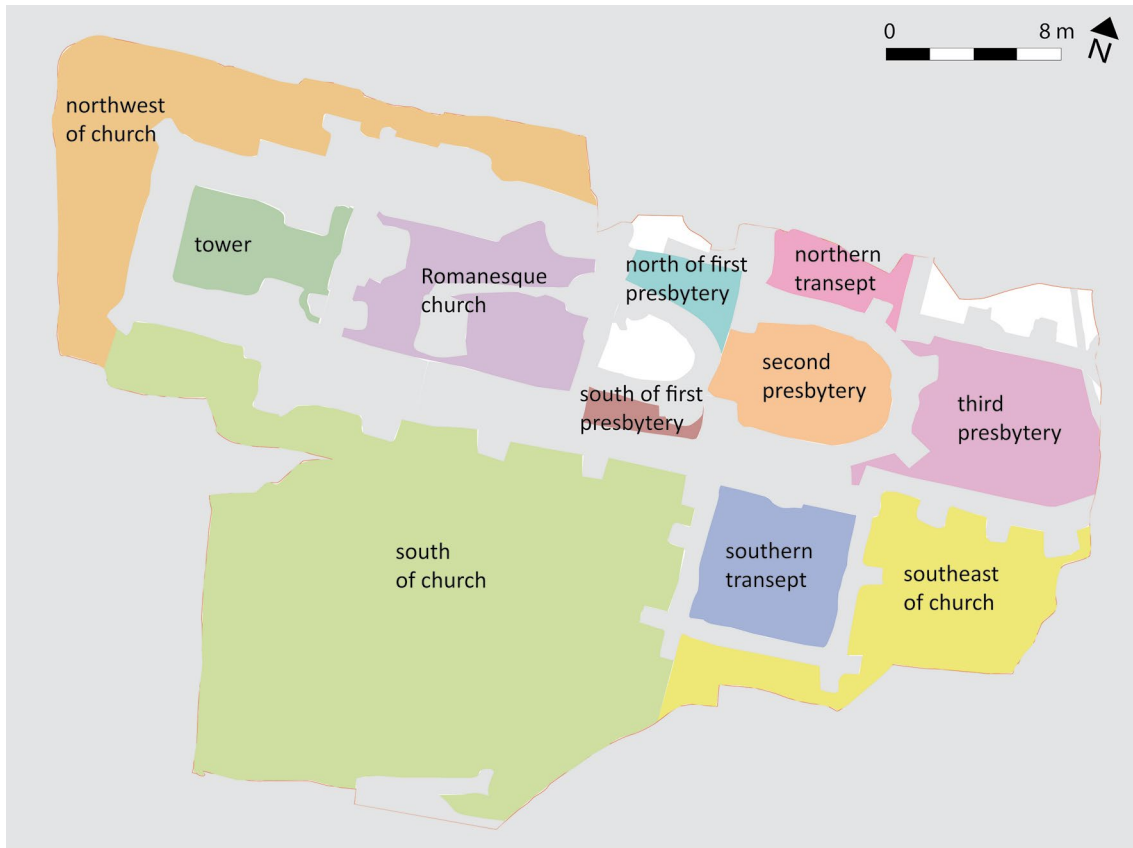 0 8 m
N
northwest
of church
tower
Romanesque
church
north of first
presbytery
northern
transept
second
presbytery
south of first
presbytery
third
presbytery
south
of church
southern
transept
southeast
of church